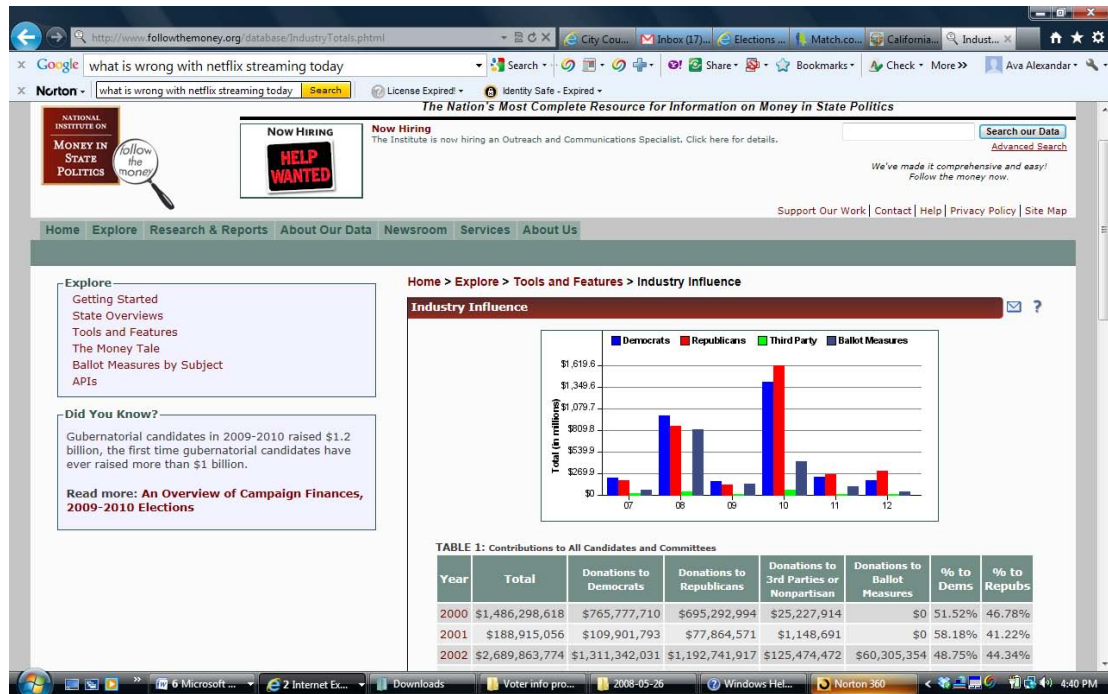 http://www.followthemoney.org/database/IndustryTotals.phtml
City Cou...
Inbox (17)...
Elections ...
Match.co...
California...
Indust...
Google
what is wrong with netflix streaming today
Search
Share
Bookmarks
Check
More >>
Ava Alexandar
Norton
what is wrong with netflix streaming today
Search
License Expired!
Identity Safe - Expired
The Nation's Most Complete Resource for Information on Money in State Politics
NATIONAL
INSTITUTE ON
MONEY IN
STATE
POLITICS
follow
the
money
NOW HIRING
HELP
WANTED
Now Hiring
The Institute is now hiring an Outreach and Communications Specialist. Click here for details.
Search our Data
Advanced Search
We've made it comprehensive and easy!
Follow the money now.
Support Our Work | Contact | Help | Privacy Policy | Site Map
Home Explore Research & Reports About Our Data Newsroom Services About Us
Explore
Getting Started
State Overviews
Tools and Features
The Money Tale
Ballot Measures by Subject
APIs
Did You Know?
Gubernatorial candidates in 2009-2010 raised $1.2
billion, the first time gubernatorial candidates have
ever raised more than $1 billion.
Read more: An Overview of Campaign Finances,
2009-2010 Elections
Home > Explore > Tools and Features > Industry Influence
Industry Influence
?
Democrats Republicans Third Party Ballot Measures
Total (in millions)
$1,619.6
$1,349.6
$1,079.7
$809.8
$539.9
$269.9
$0
07 08 09 10 11 12
TABLE 1: Contributions to All Candidates and Committees
Year Total Donations to Democrats Donations to Republicans Donations to 3rd Parties or Nonpartisan Donations to Ballot Measures % to Dems % to Repubs
2000 $1,486,298,618 $765,777,710 $695,292,994 $25,227,914 $0 51.52% 46.78%
2001 $188,915,056 $109,901,793 $77,864,571 $1,148,691 $0 58.18% 41.22%
2002 $2,689,863,774 $1,311,342,031 $1,192,741,917 $125,474,472 $60,305,354 48.75% 44.34%
6 Microsoft ...
2 Internet Ex...
Downloads
Voter info pro...
2008-05-26
Windows Hel...
Norton 360
4:40 PM